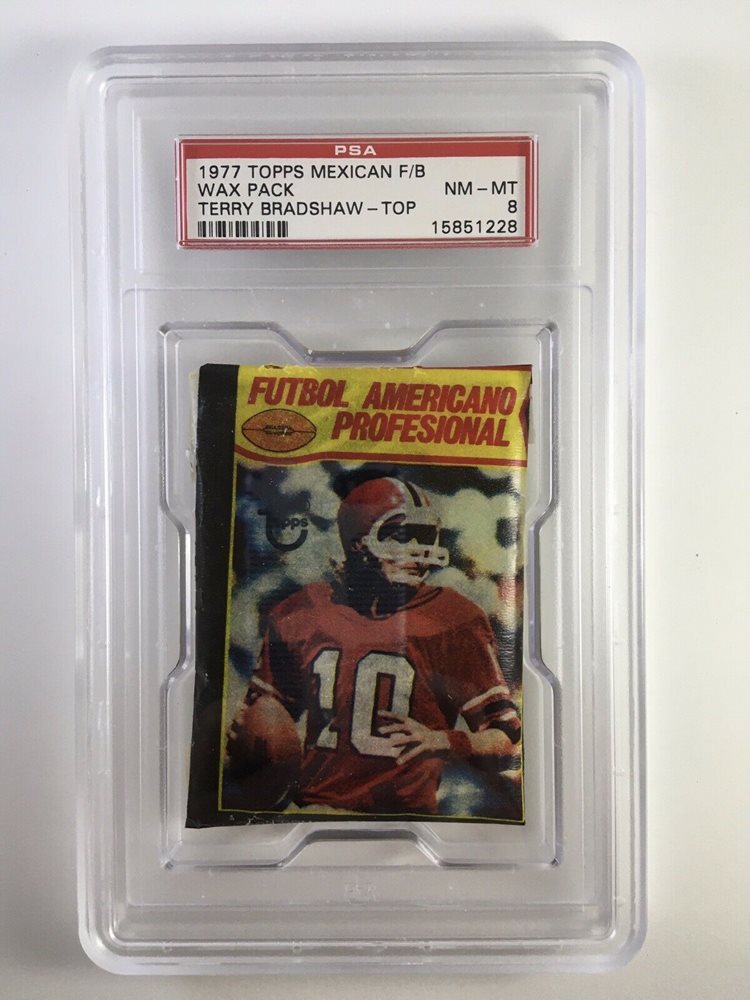 PSA
1977 TOPPS MEXICAN F/B
WAX PACK NM - MT
TERRY BRADSHAW - TOP 8
15851228
FUTBOL AMERICANO
PROFESIONAL
Topps
10